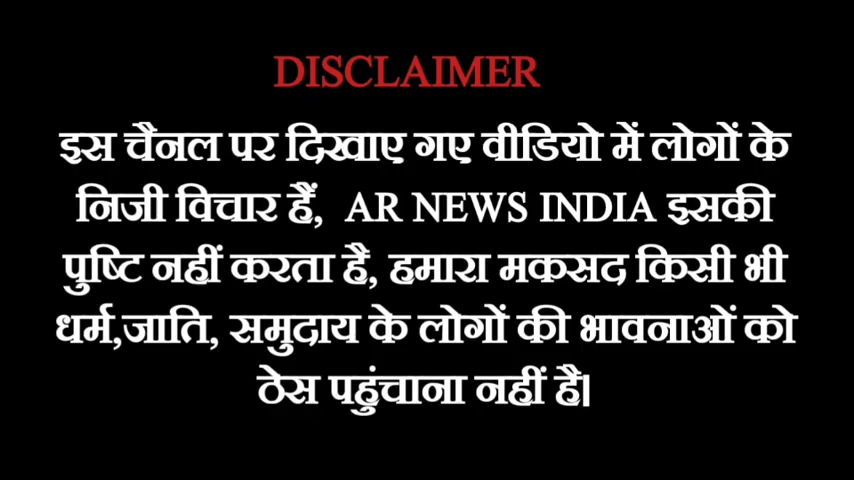 DISCLAIMER
इस चैनल पर दिखाए गए वीडियो में लोगों के
निजी विचार हैं, AR NEWS INDIA इसकी
पुष्टि नहीं करता है, हमारा मकसद किसी भी
धर्म,जाति, समुदाय के लोगों की भावनाओं को
ठेस पहुंचाना नहीं है।